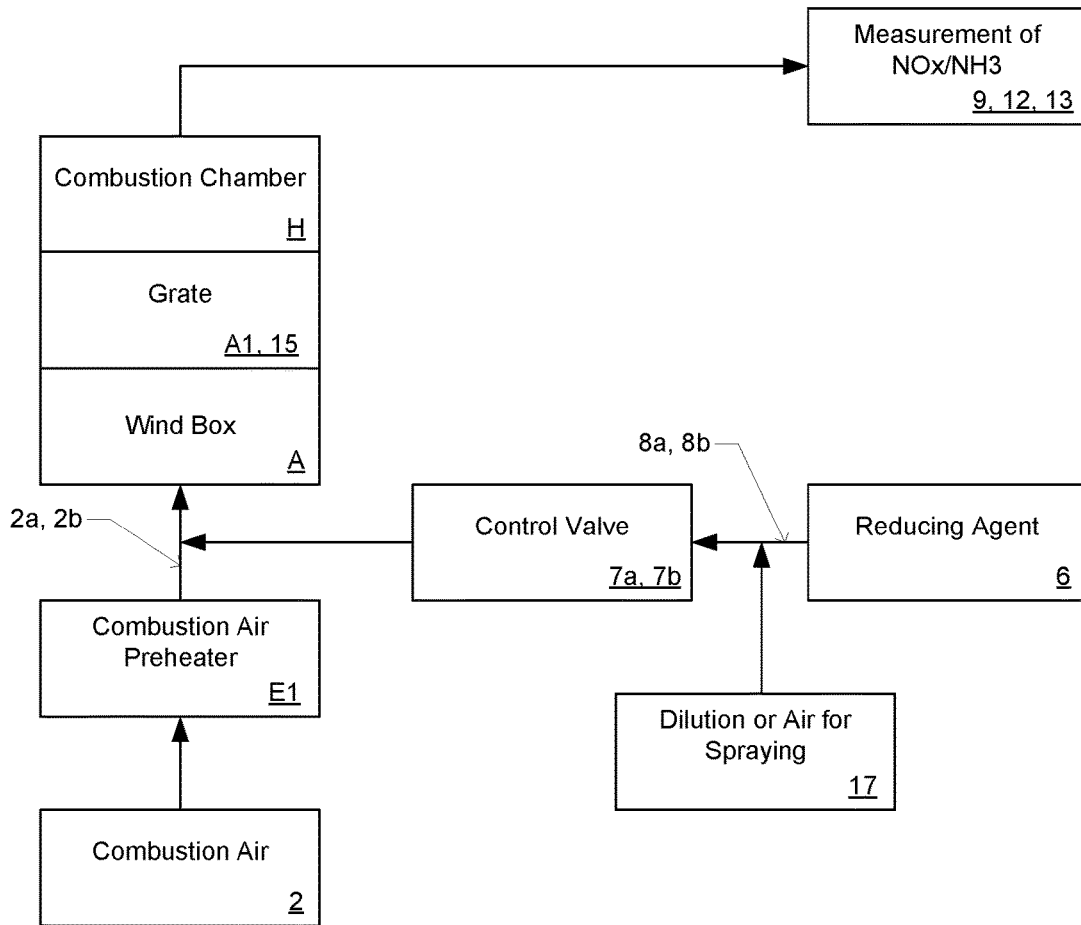 Measurement of
NOx/NH3
9, 12, 13
Combustion Chamber
H
Grate
A1, 15
Wind Box
A
8a, 8b
2a, 2b
Control Valve
7a, 7b
Reducing Agent
6
Combustion Air
Preheater
E1
Dilution or Air for
Spraying
17
Combustion Air
2